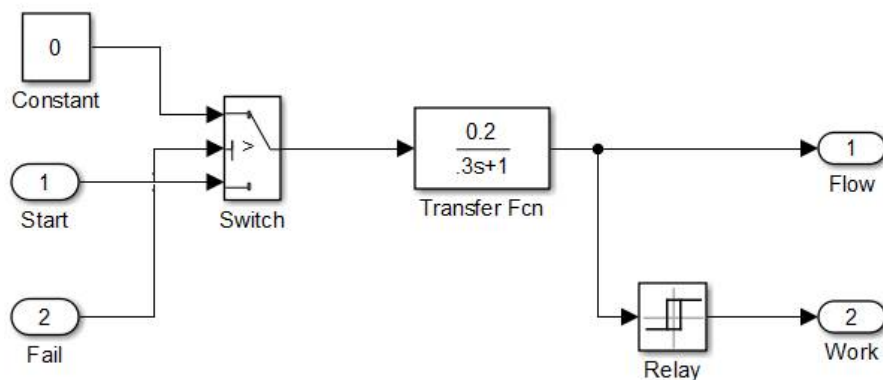 0
Constant
1
Start
2
Fail
>
Switch
0.2
.3s+1
Transfer Fcn
1
Flow
Relay
2
Work